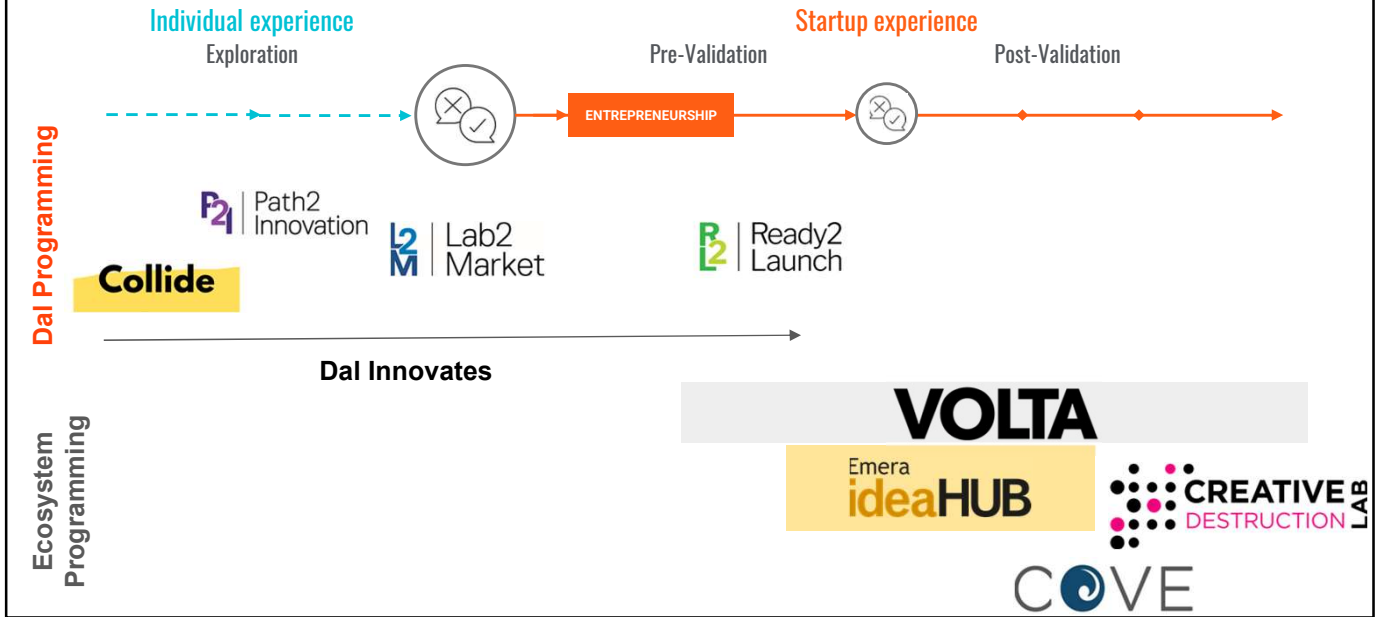 Individual experience
Startup experience
Exploration
Pre-Validation
Post-Validation
ENTREPRENEURSHIP
Dal Programming
P2I
Path2
Innovation
L2M
Lab2
Market
R2L
Ready2
Launch
Collide
Dal Innovates
Ecosystem
Programming
VOLTA
Emera
ideaHUB
CREATIVE
DESTRUCTION
LAB
COVE